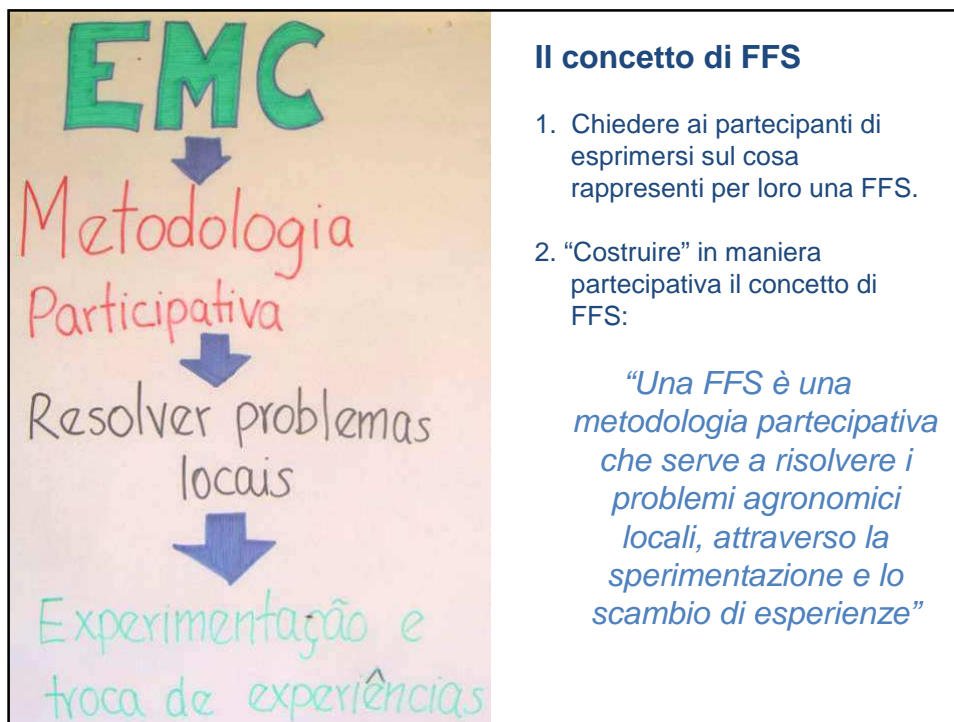 EMC
Metodologia
Participativa
Resolver problemas
locais
Experimentação e
troca de experiências
Il concetto di FFS
1. Chiedere ai partecipanti di
esprimersi sul cosa
rappresenti per loro una FFS.
2. “Costruire” in maniera
partecipativa il concetto di
FFS:
“Una FFS è una
metodologia partecipativa
che serve a risolvere i
problemi agronomici
locali, attraverso la
sperimentazione e lo
scambio di esperienze”